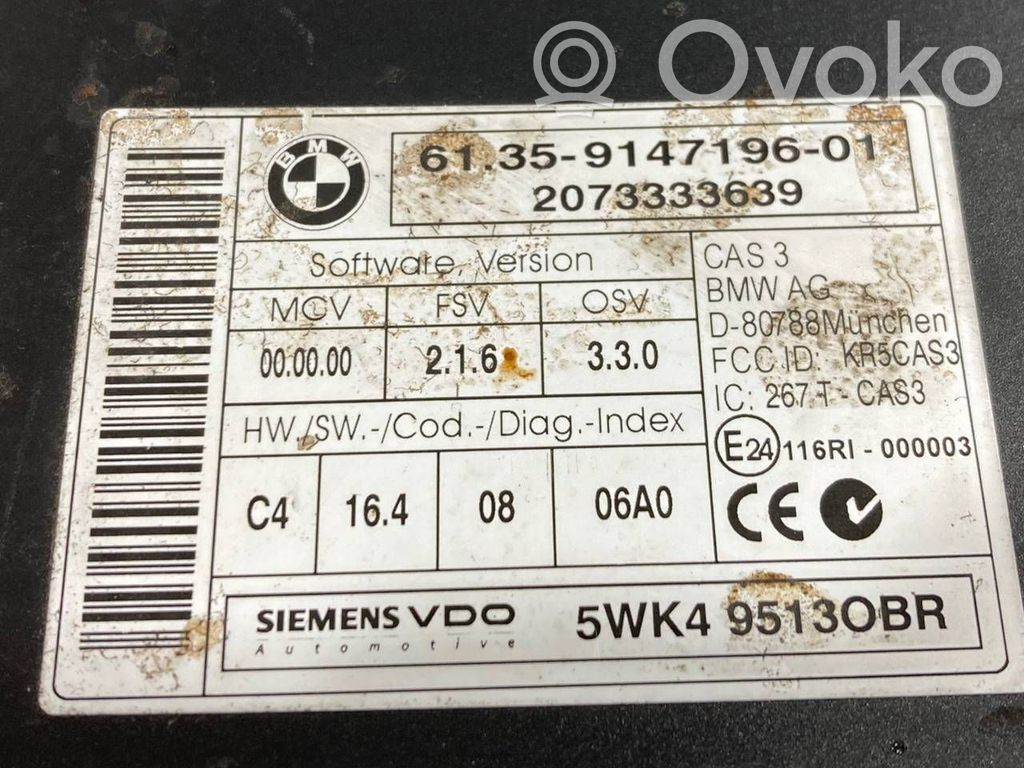 Ovoko
BMW
61.35-9147196-01
2073333639
Software, Version
MCV FSV OSV
00.00.00 2.1.6 3.3.0
HW./SW.-/Cod.-/Diag.-Index
C4 16.4 08 06A0
CAS 3
BMW AG
D-80788München
FCC.ID: KR5CAS3
IC: 267 T - CAS3
E24 116RI - 000003
CE
SIEMENS VDO
Automotive
5WK4 9513OBR